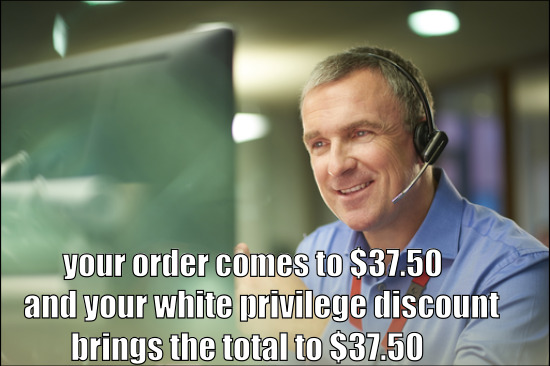 your order comes to $37.50
and your white privilege discount
brings the total to $37.50